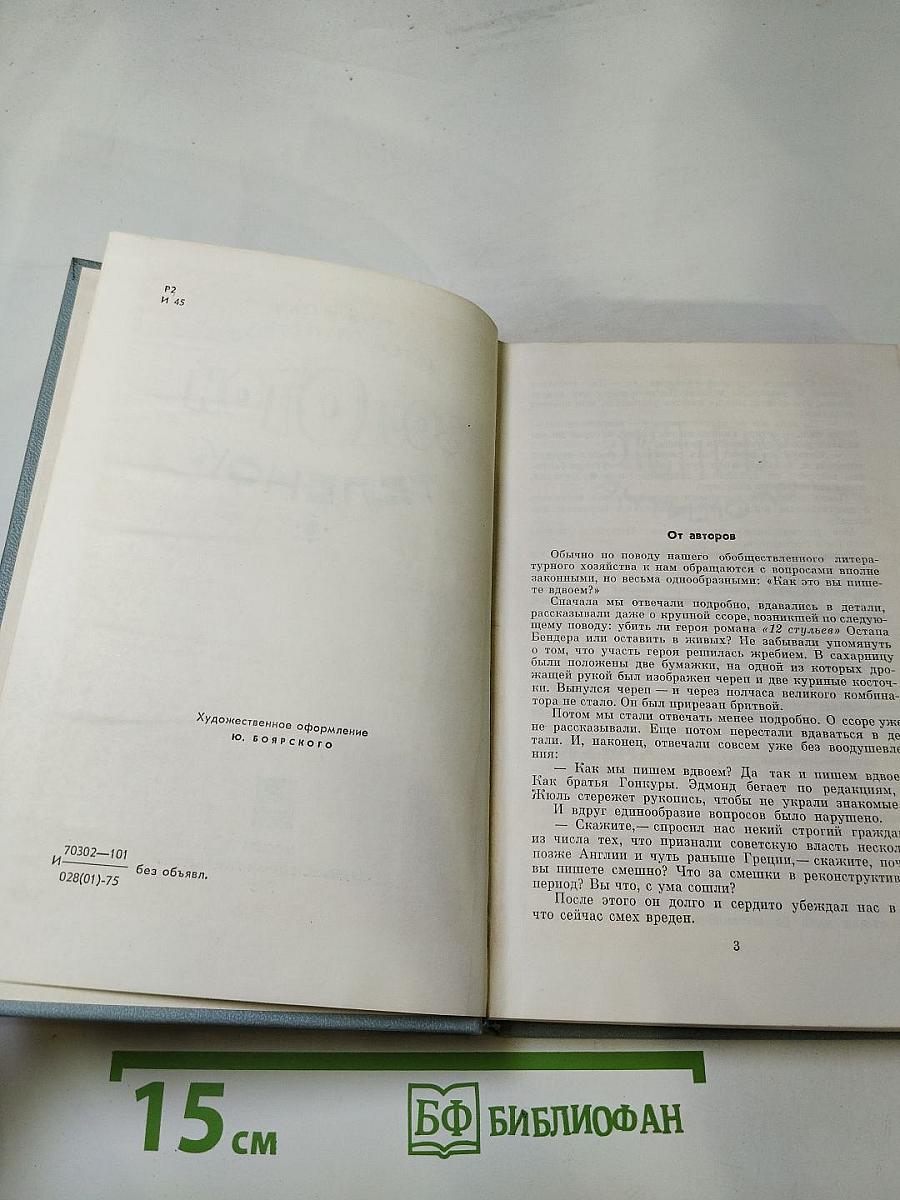 Р2
И 45
Художественное оформление
Ю. БОЯРСКОГО
И 70302—101
028(01)-75 без объявл.
От авторов
Обычно по поводу нашего обобществленного литера-
турного хозяйства к нам обращаются с вопросами вполне
законными, но весьма однообразными: «Как это вы пише-
те вдвоем?»
Сначала мы отвечали подробно, вдавались в детали,
рассказывали даже о крупной ссоре, возникшей по следую-
щему поводу: убить ли героя романа «12 стульев» Остапа
Бендера или оставить в живых? Не забывали упомянуть
о том, что участь героя решилась жребием. В сахарницу
были положены две бумажки, на одной из которых дро-
жащей рукой был изображен череп и две куриные косточ-
ки. Вынулся череп — и через полчаса великого комбина-
тора не стало. Он был прирезан бритвой.
Потом мы стали отвечать менее подробно. О ссоре уже
не рассказывали. Еще потом перестали вдаваться в де
тали. И, наконец, отвечали совсем уже без воодушевле
ния:
— Как мы пишем вдвоем? Да так и пишем вдвое
Как братья Гонкуры. Эдмонд бегает по редакциям,
Жюль стережет рукопись, чтобы не украли знакомые
И вдруг единообразие вопросов было нарушено.
— Скажите,— спросил нас некий строгий гражда
из числа тех, что признали советскую власть нескол
позже Англии и чуть раньше Греции,— скажите, поч
вы пишете смешно? Что за смешки в реконструктив
период? Вы что, с ума сошли?
После этого он долго и сердито убеждал нас в
что сейчас смех вреден.
3
15 см
БФ БИБЛИОФАН